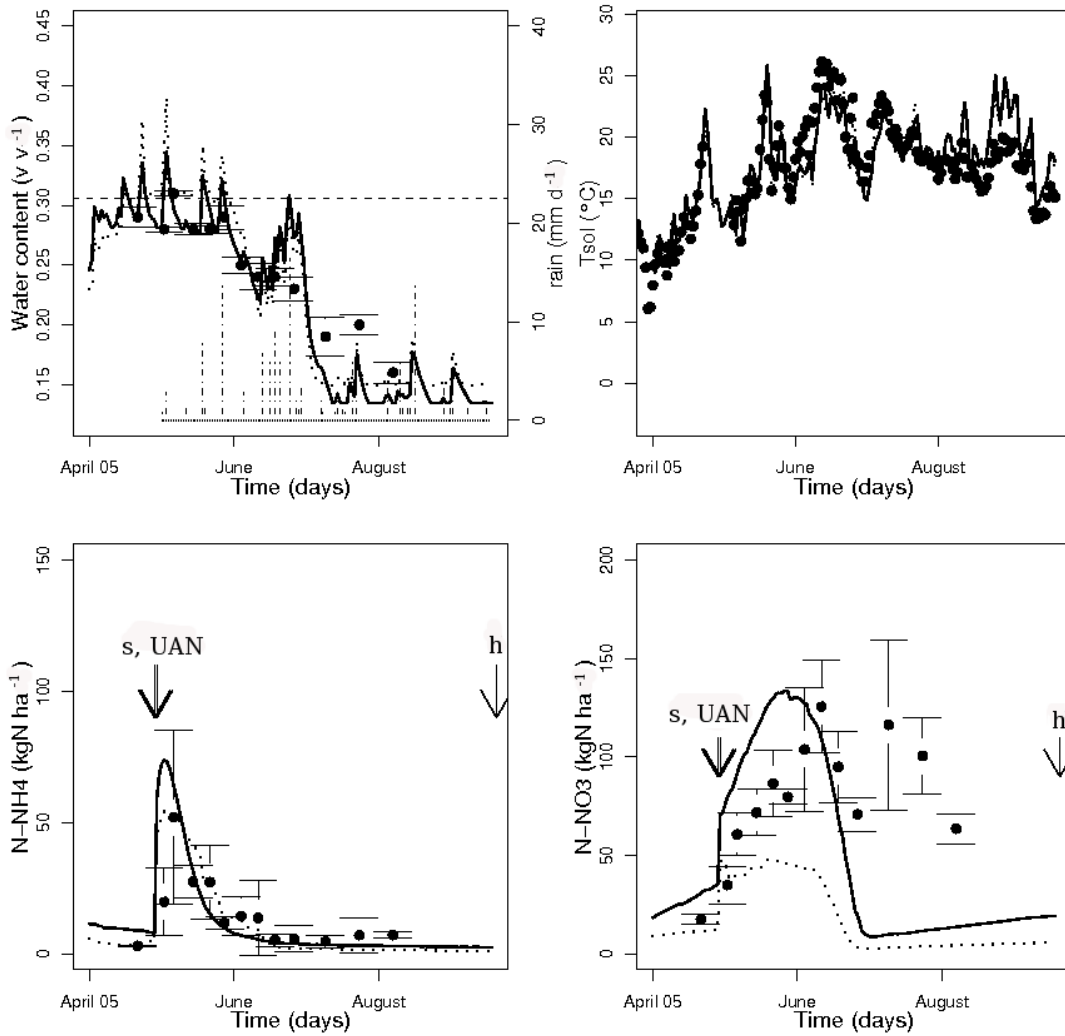 0.15 0.20 0.25 0.30 0.35 0.40 0.45
Water content (v v⁻¹)
0 10 20 30 40
rain (mm d⁻¹)
April 05 June August
Time (days)
0 5 10 15 20 25 30
Tsol (°C)
April 05 June August
Time (days)
0 50 100 150
N−NH4 (kgN ha⁻¹)
s, UAN
h
April 05 June August
Time (days)
0 50 100 150 200
N−NO3 (kgN ha⁻¹)
s, UAN
h
April 05 June August
Time (days)